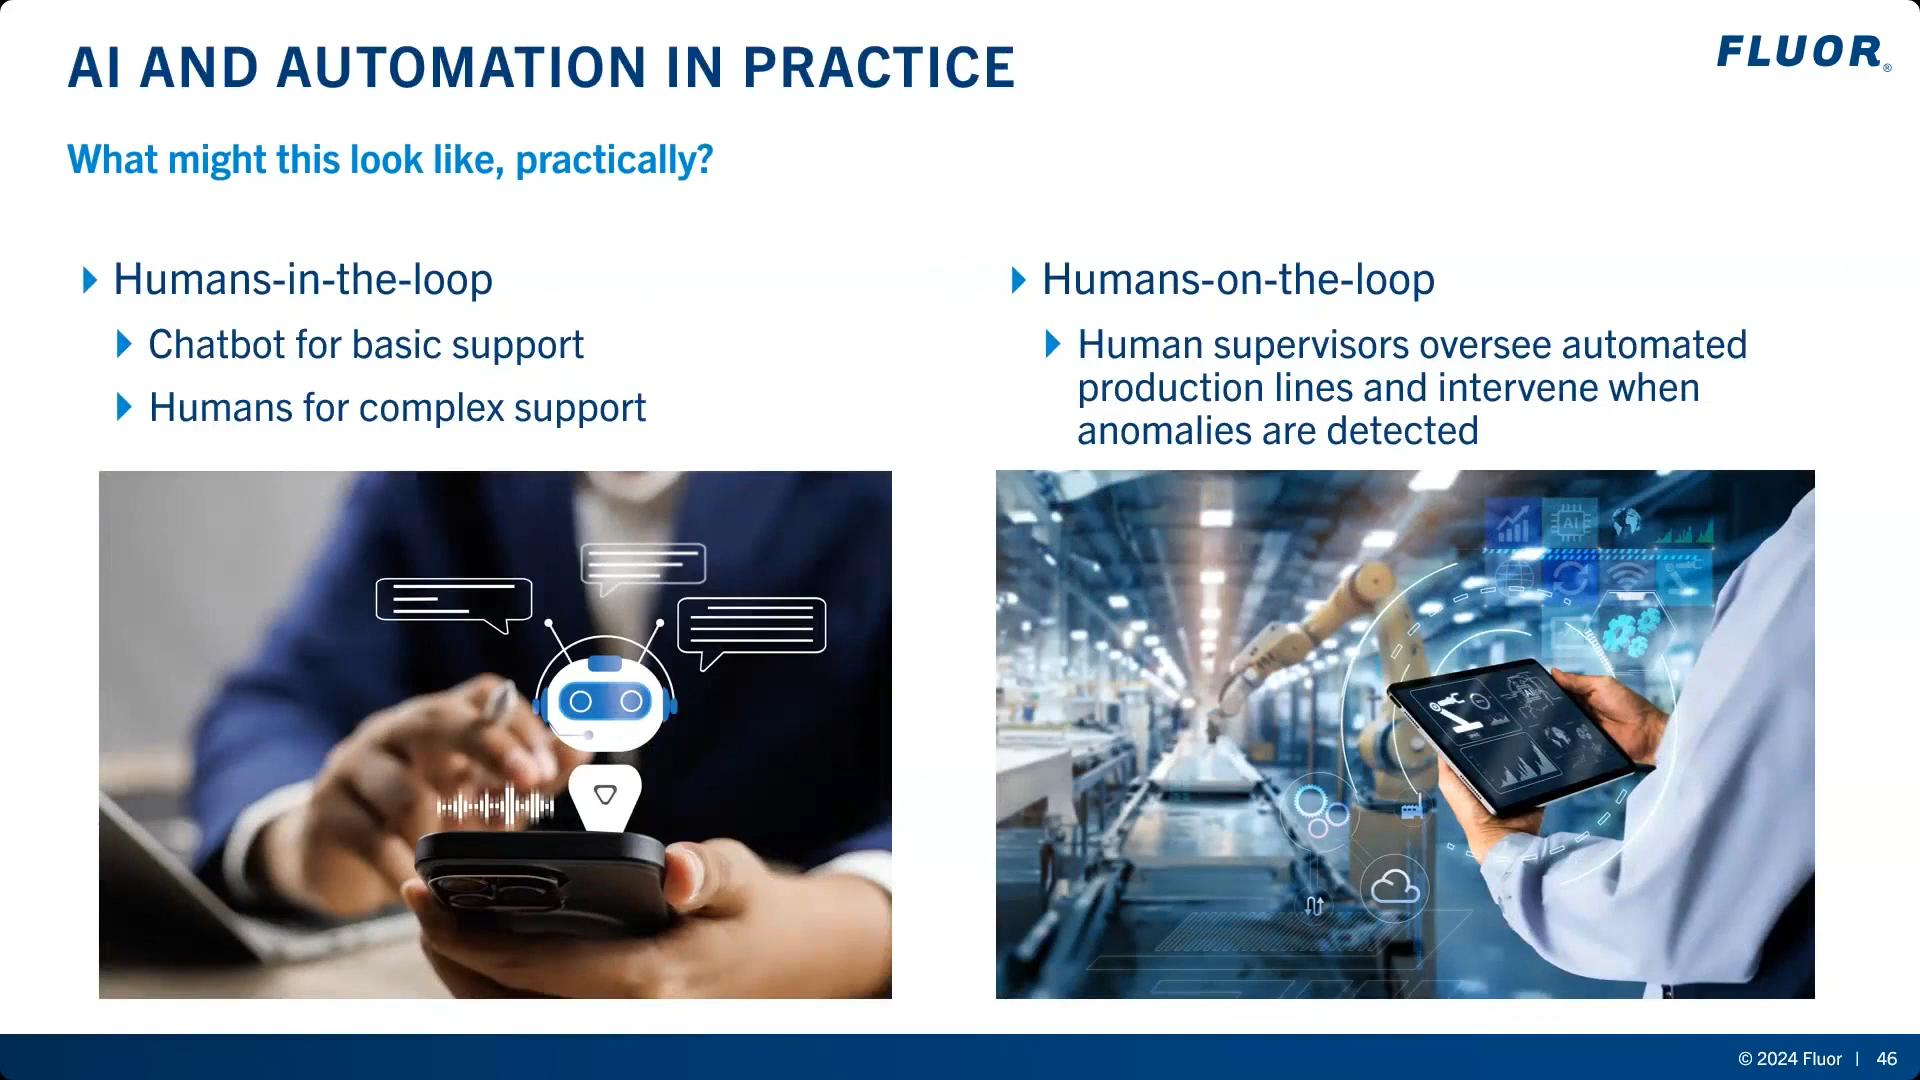 AI AND AUTOMATION IN PRACTICE
FLUOR®
What might this look like, practically?
Humans-in-the-loop
Chatbot for basic support
Humans for complex support
Humans-on-the-loop
Human supervisors oversee automated
production lines and intervene when
anomalies are detected
AI
© 2024 Fluor | 46